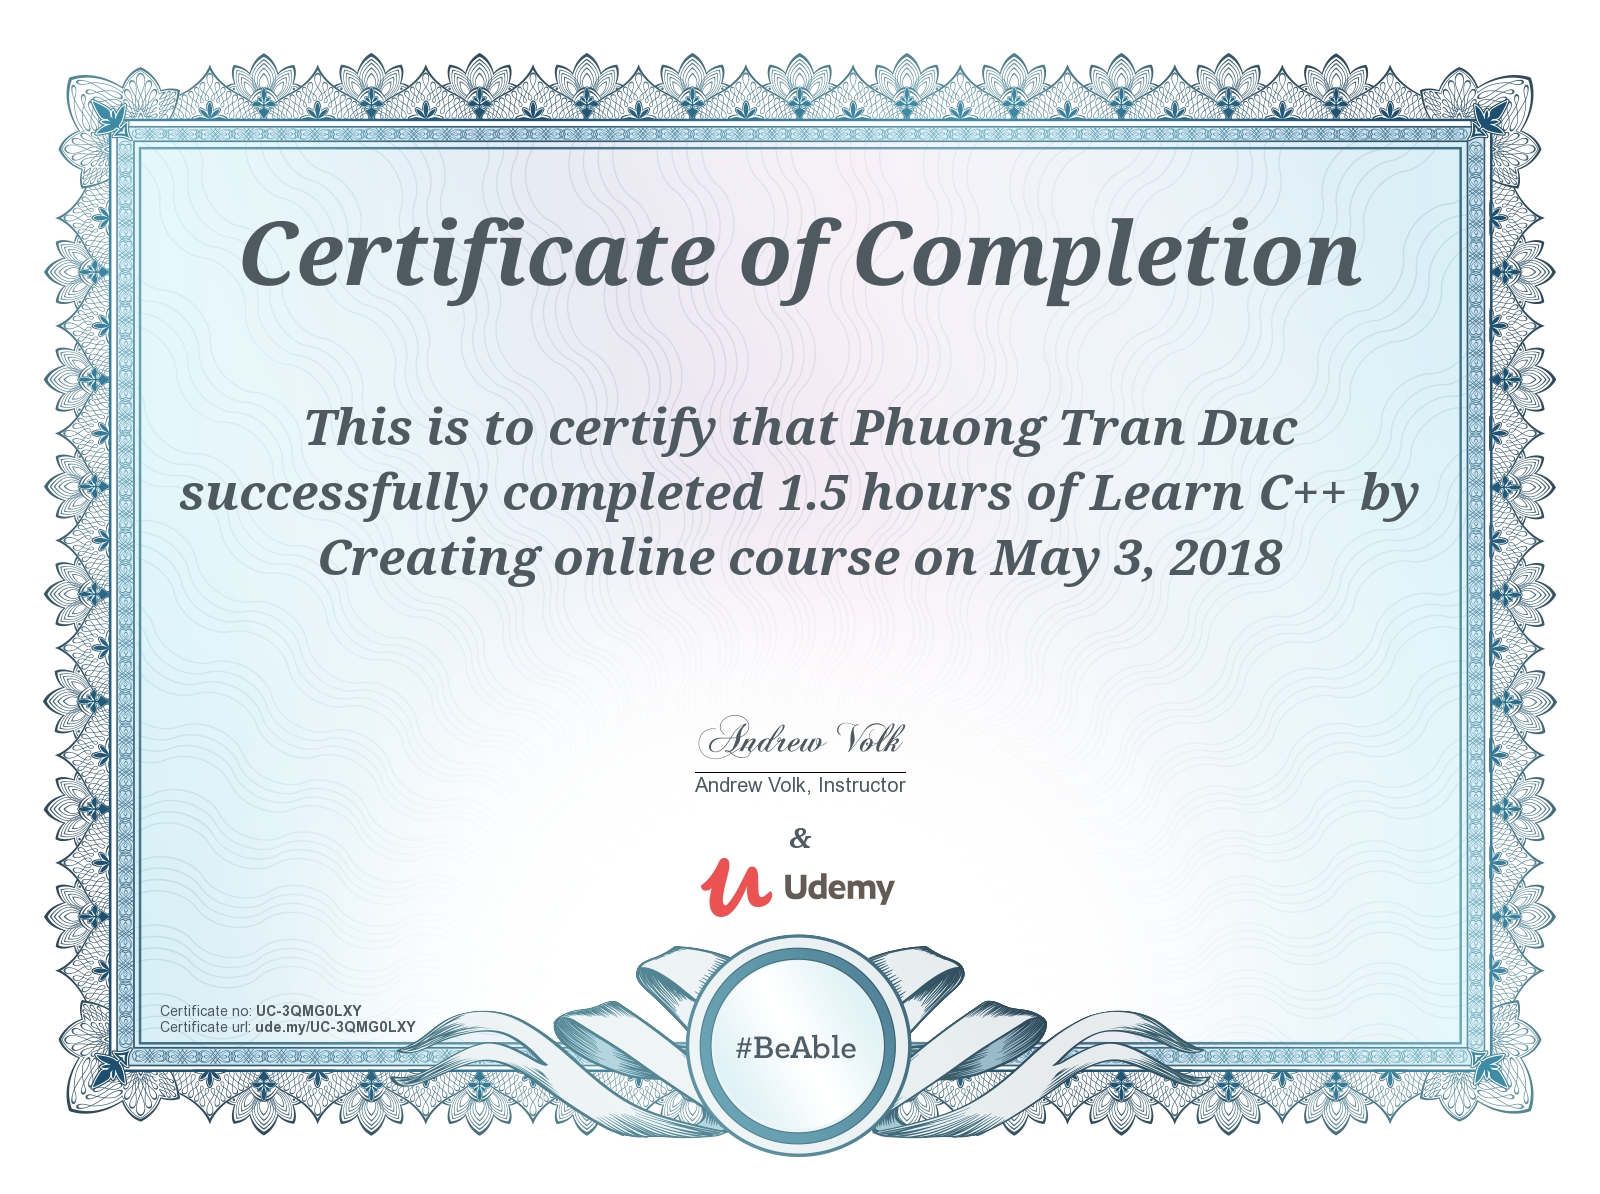 Certificate of Completion
This is to certify that Phuong Tran Duc
successfully completed 1.5 hours of Learn C++ by
Creating online course on May 3, 2018
Andrew Volk
Andrew Volk, Instructor
&
Udemy
Certificate no: UC-3QMG0LXY
Certificate url: ude.my/UC-3QMG0LXY
#BeAble